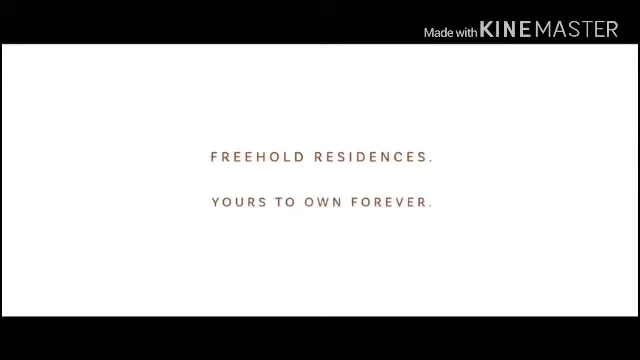 Made with KINEMASTER
FREEHOLD RESIDENCES.
YOURS TO OWN FOREVER.